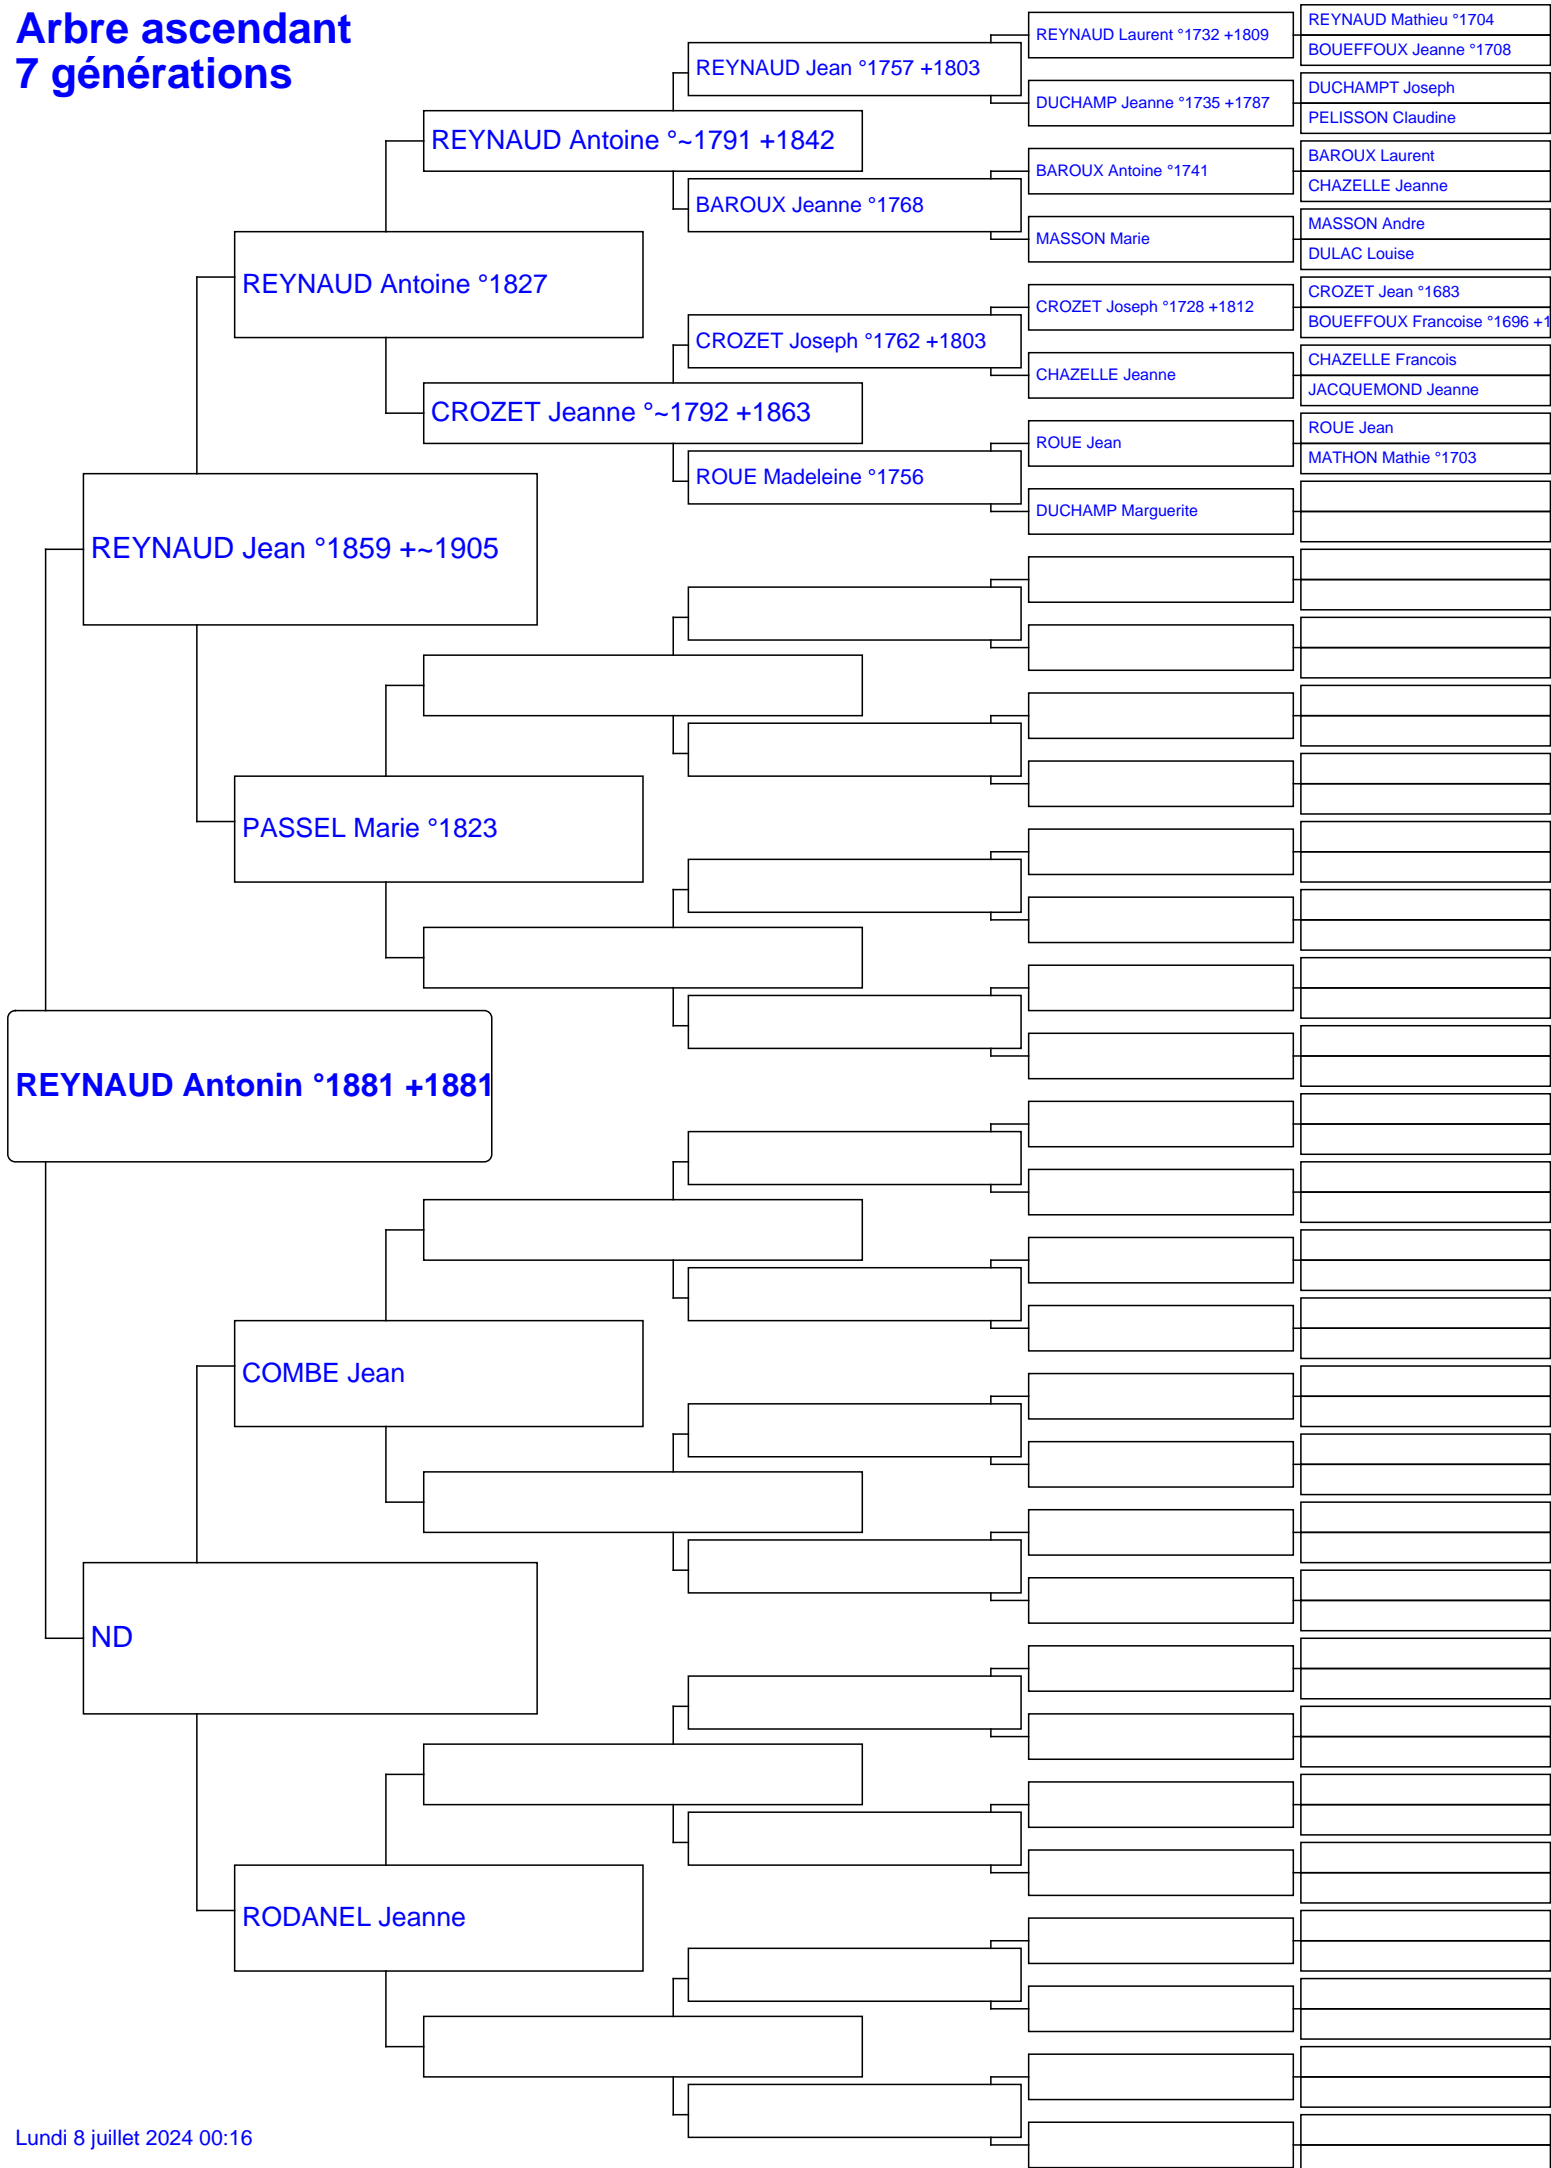 Arbre ascendant
7 générations
REYNAUD Mathieu °1704
REYNAUD Laurent °1732 +1809
BOUEFFOUX Jeanne °1708
REYNAUD Jean °1757 +1803
DUCHAMPT Joseph
DUCHAMP Jeanne °1735 +1787
PELISSON Claudine
REYNAUD Antoine °~1791 +1842
BAROUX Laurent
BAROUX Antoine °1741
CHAZELLE Jeanne
BAROUX Jeanne °1768
MASSON Andre
MASSON Marie
DULAC Louise
REYNAUD Antoine °1827
CROZET Jean °1683
CROZET Joseph °1728 +1812
BOUEFFOUX Francoise °1696 +1
CROZET Joseph °1762 +1803
CHAZELLE Francois
CHAZELLE Jeanne
JACQUEMOND Jeanne
CROZET Jeanne °~1792 +1863
ROUE Jean
ROUE Jean
MATHON Mathie °1703
ROUE Madeleine °1756
DUCHAMP Marguerite
REYNAUD Jean °1859 +~1905
PASSEL Marie °1823
REYNAUD Antonin °1881 +1881
COMBE Jean
ND
RODANEL Jeanne
Lundi 8 juillet 2024 00:16